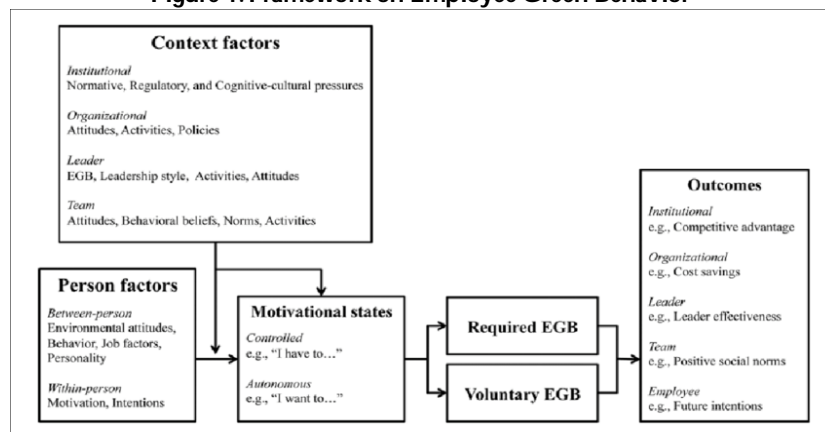 Figure 1. Framework on Employee Green Behavior
Context factors
Institutional
Normative, Regulatory, and Cognitive-cultural pressures
Organizational
Attitudes, Activities, Policies
Leader
EGB, Leadership style, Activities, Attitudes
Team
Attitudes, Behavioral beliefs, Norms, Activities
Person factors
Between-person
Environmental attitudes,
Behavior, Job factors,
Personality
Within-person
Motivation, Intentions
Motivational states
Controlled
e.g., “I have to…”
Autonomous
e.g., “I want to…”
Required EGB
Voluntary EGB
Outcomes
Institutional
e.g., Competitive advantage
Organizational
e.g., Cost savings
Leader
e.g., Leader effectiveness
Team
e.g., Positive social norms
Employee
e.g., Future intentions